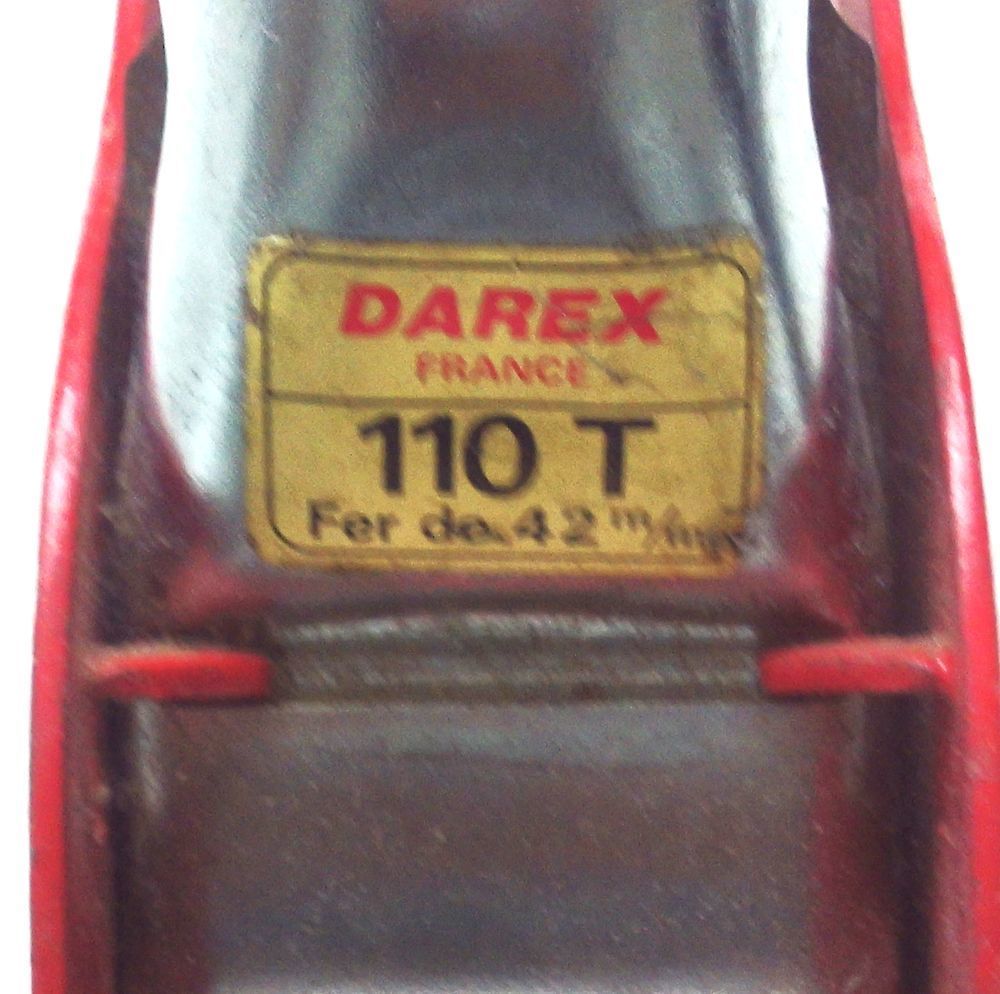 DAREX
FRANCE
110 T
Fer de 42 m/m